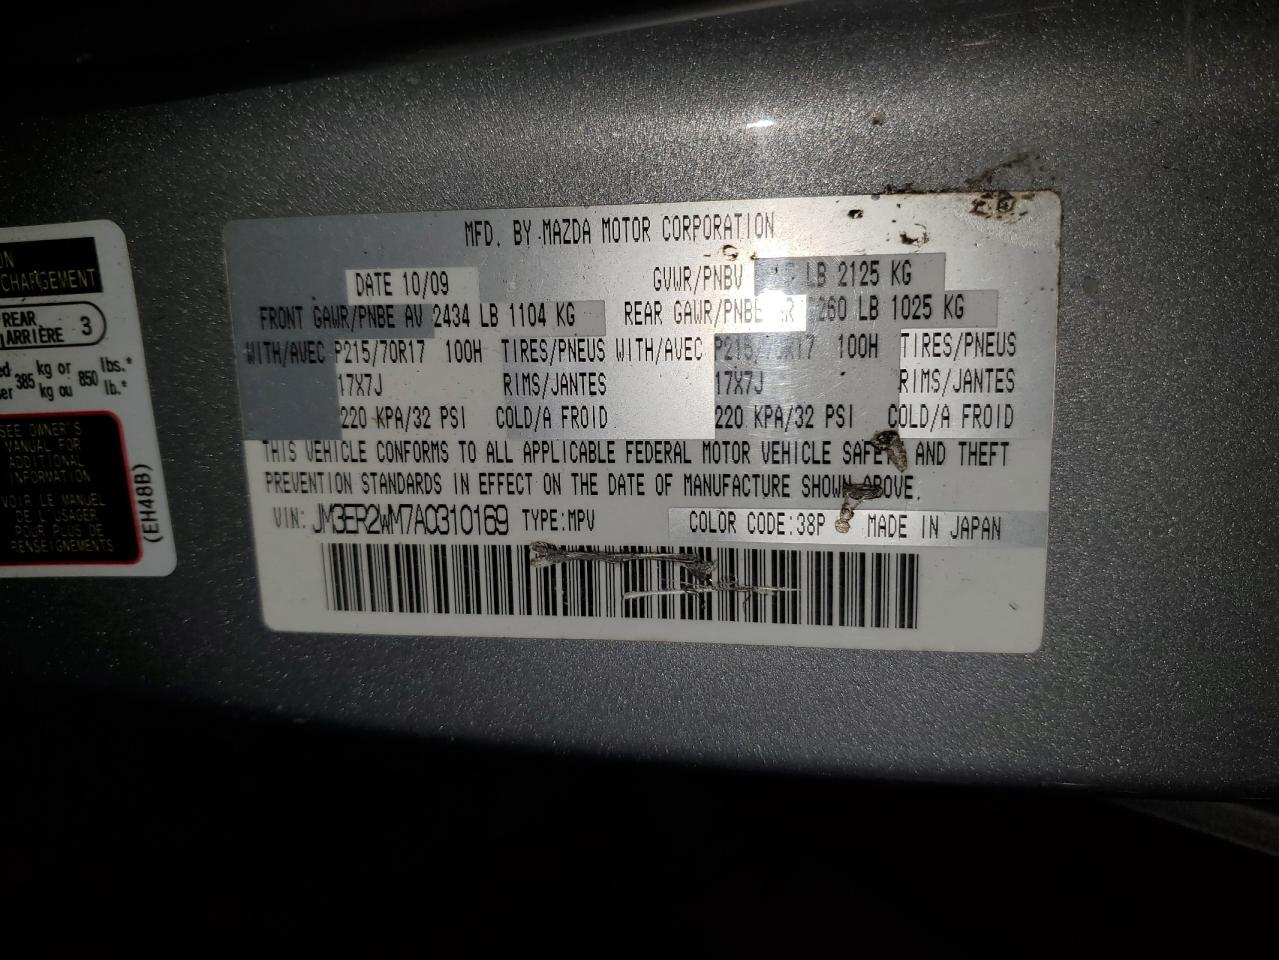 ON
CHARGEMENT
REAR
ARRIÈRE 3
385 kg or 850 lbs.*
kg ou lb.*
SEE OWNER'S
MANUAL FOR
ADDITIONAL
INFORMATION
VOIR LE MANUEL
DE L'USAGER
POUR PLUS DE
RENSEIGNEMENTS
(EH48B)
MFD. BY MAZDA MOTOR CORPORATION
DATE 10/09 GVWR/PNBV LB 2125 KG
FRONT GAWR/PNBE AV 2434 LB 1104 KG REAR GAWR/PNBE LB 1025 KG
WITH/AVEC P215/70R17 100H TIRES/PNEUS WITH/AVEC P215/70R17 100H TIRES/PNEUS
17X7J RIMS/JANTES 17X7J RIMS/JANTES
220 KPA/32 PSI COLD/A FROID 220 KPA/32 PSI COLD/A FROID
THIS VEHICLE CONFORMS TO ALL APPLICABLE FEDERAL MOTOR VEHICLE SAFETY AND THEFT
PREVENTION STANDARDS IN EFFECT ON THE DATE OF MANUFACTURE SHOWN ABOVE.
VIN: JM3ER2WM7A0310169 TYPE:MPV COLOR CODE:38P MADE IN JAPAN